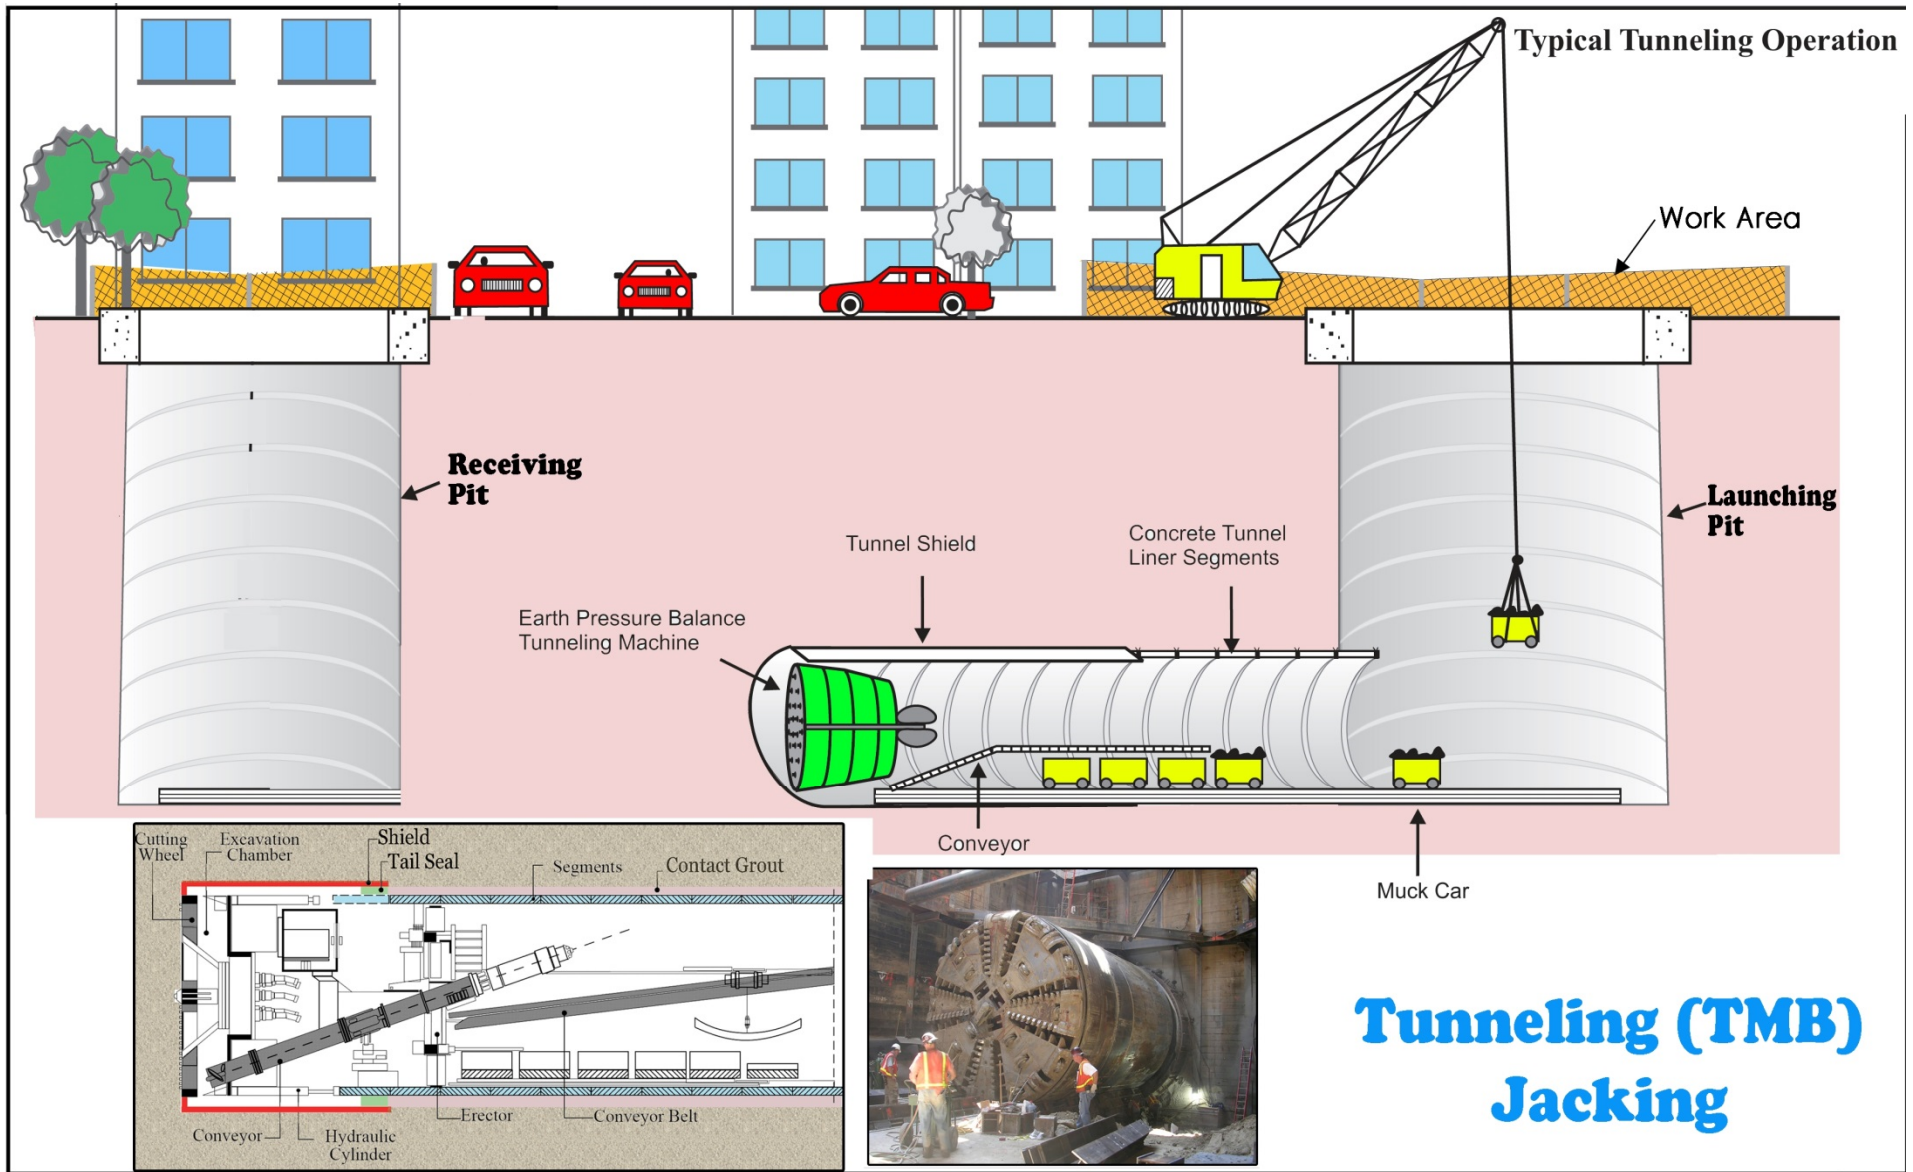 Typical Tunneling Operation
Work Area
Receiving
Pit
Launching
Pit
Tunnel Shield
Concrete Tunnel
Liner Segments
Earth Pressure Balance
Tunneling Machine
Conveyor
Muck Car
Cutting
Wheel
Excavation
Chamber
Shield
Tail Seal
Segments
Contact Grout
Conveyor
Hydraulic
Cylinder
Erector
Conveyor Belt
Tunneling (TMB)
Jacking